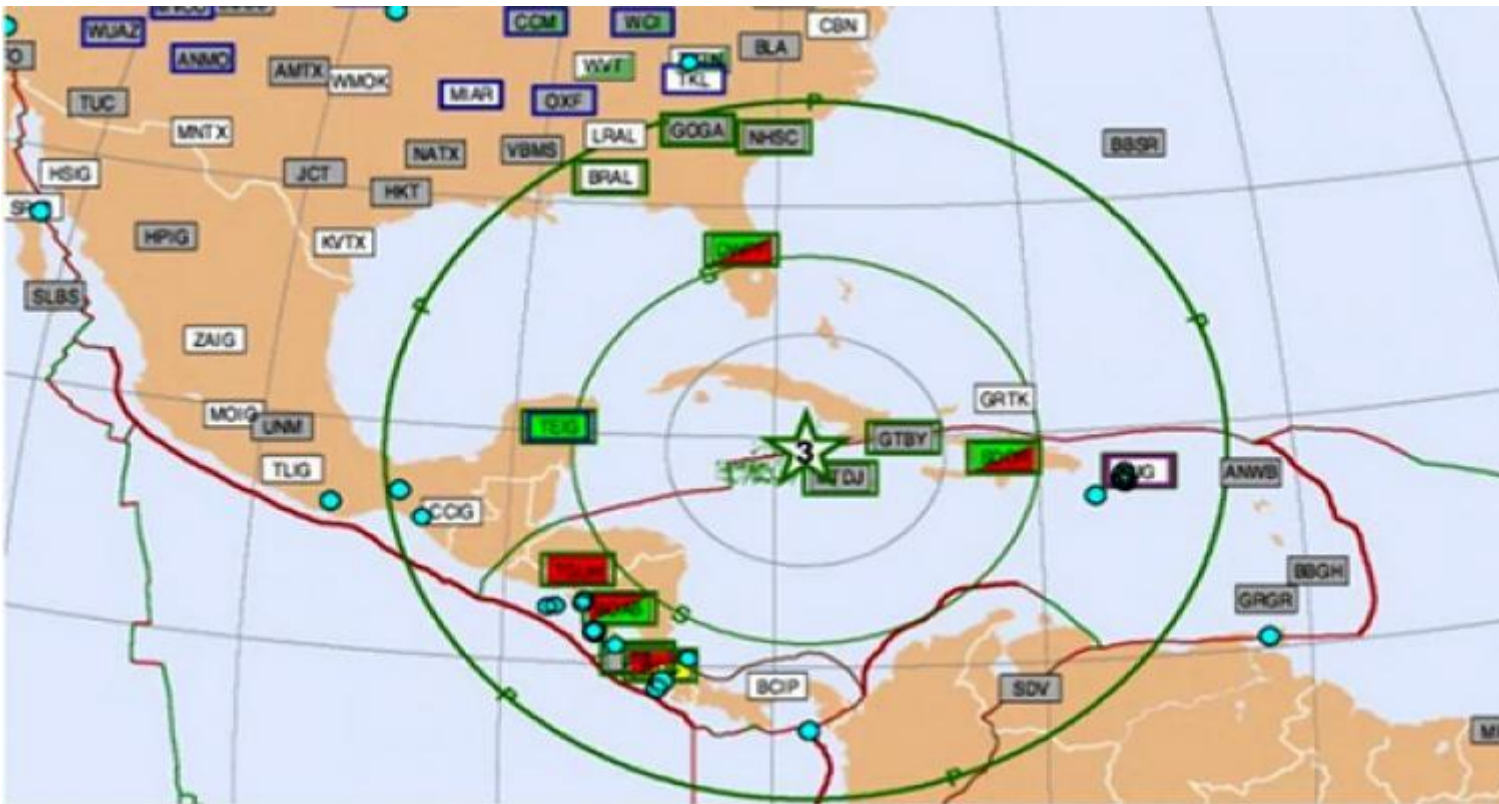 CCM
WCI
CBN
WUAZ
BLA
ANMO
WVT
AMTX
WMOK
TKL
MIAR
OXF
TUC
MNTX
LRAL
GOGA
NHSC
BBSR
NATX
VBMS
HSIG
JCT
BRAL
HKT
HPIG
KVTX
SLBS
P
P
P
S
ZAIG
GRTK
MOIG
UNM
TEIG
GTBY
3
TLIG
ANWB
CCIG
BBGH
GRGR
S
BCIP
SDV
P
P